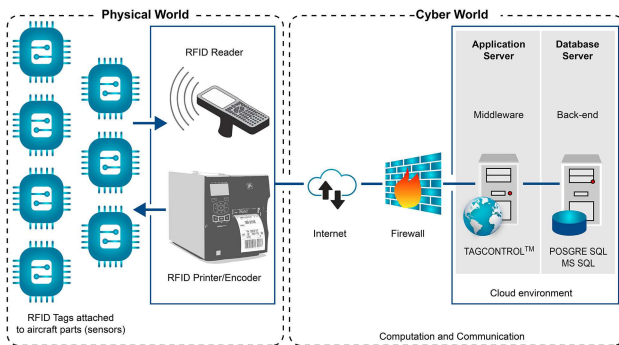 Physical World
Cyber World
RFID Reader
RFID Printer/Encoder
RFID Tags attached
to aircraft parts (sensors)
Internet
Firewall
Application
Server
Database
Server
Middleware
Back-end
TAGCONTROL™
POSGRE SQL
MS SQL
Cloud environment
Computation and Communication